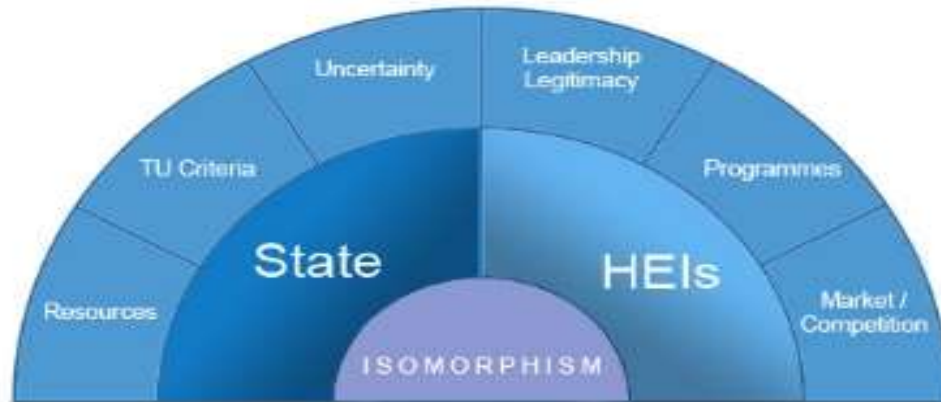 Uncertainty
Leadership
Legitimacy
TU Criteria
Programmes
State
HEIs
Resources
Market /
Competition
ISOMORPHISM